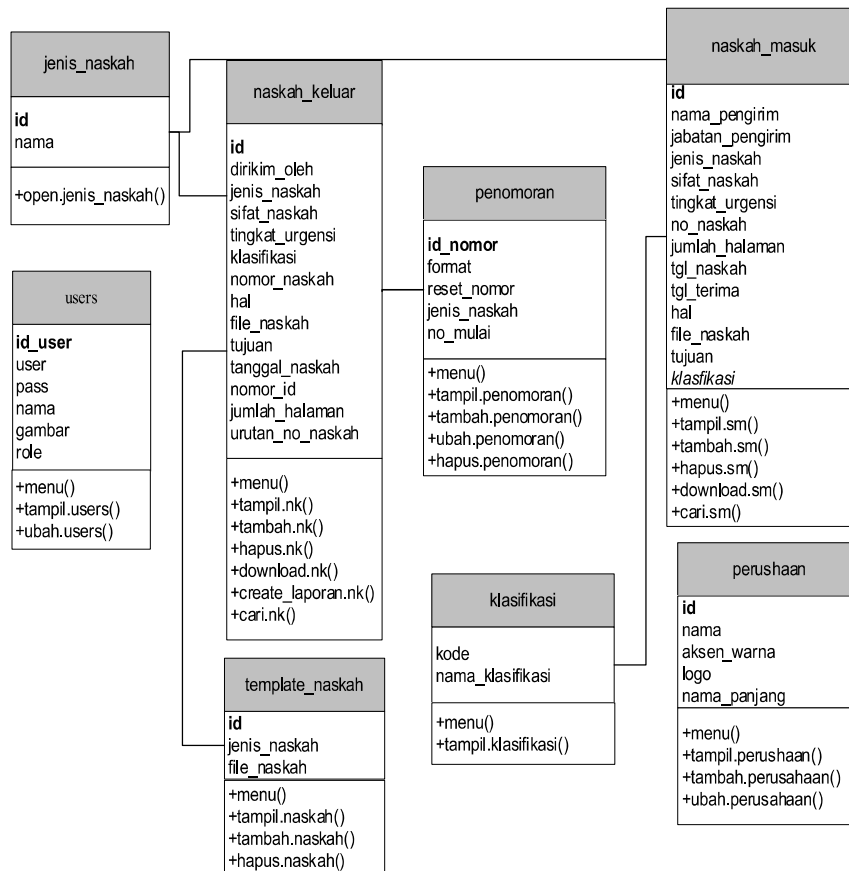 jenis_naskah
id
nama
+open.jenis_naskah()
naskah_keluar
id
dirikim_oleh
jenis_naskah
sifat_naskah
tingkat_urgensi
klasifikasi
nomor_naskah
hal
file_naskah
tujuan
tanggal_naskah
nomor_id
jumlah_halaman
urutan_no_naskah
+menu()
+tampil.nk()
+tambah.nk()
+hapus.nk()
+download.nk()
+create_laporan.nk()
+cari.nk()
naskah_masuk
id
nama_pengirim
jabatan_pengirim
jenis_naskah
sifat_naskah
tingkat_urgensi
no_naskah
jumlah_halaman
tgl_naskah
tgl_terima
hal
file_naskah
tujuan
klasfikasi
+menu()
+tampil.sm()
+tambah.sm()
+hapus.sm()
+download.sm()
+cari.sm()
penomoran
id_nomor
format
reset_nomor
jenis_naskah
no_mulai
+menu()
+tampil.penomoran()
+tambah.penomoran()
+ubah.penomoran()
+hapus.penomoran()
users
id_user
user
pass
nama
gambar
role
+menu()
+tampil.users()
+ubah.users()
klasifikasi
kode
nama_klasifikasi
+menu()
+tampil.klasifikasi()
perushaan
id
nama
aksen_warna
logo
nama_panjang
+menu()
+tampil.perushaan()
+tambah.perusahaan()
+ubah.perusahaan()
template_naskah
id
jenis_naskah
file_naskah
+menu()
+tampil.naskah()
+tambah.naskah()
+hapus.naskah()